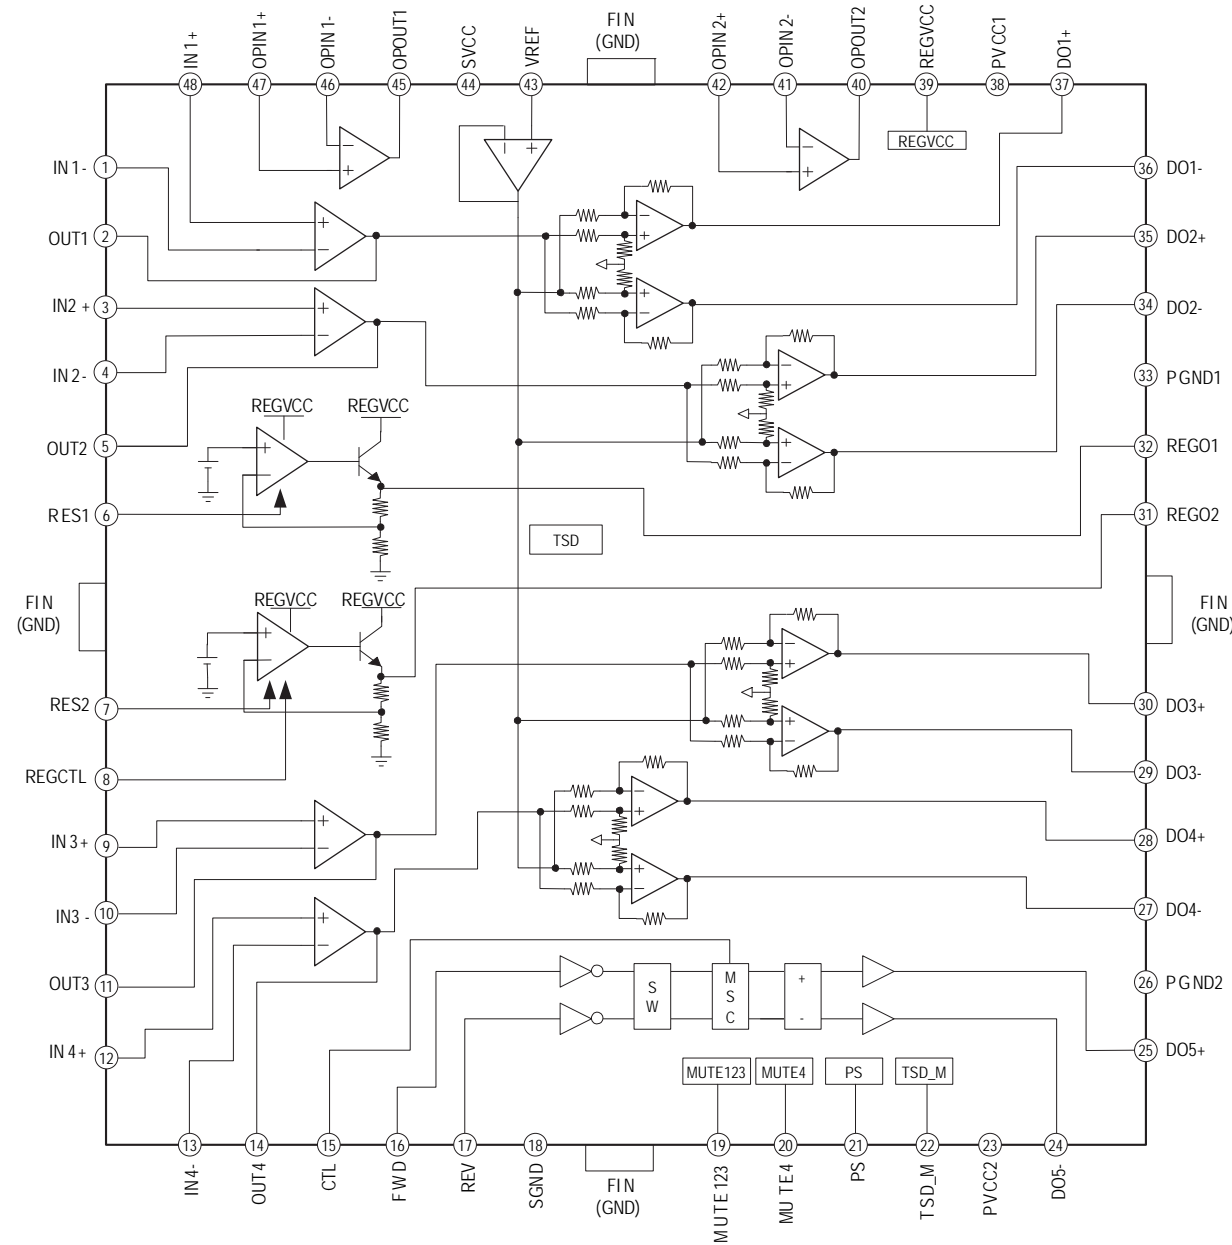 IN1+
OPIN1+
OPIN1-
OPOUT1
SVCC
VREF
FIN
(GND)
OPIN2+
OPIN2-
OPOUT2
REGVCC
PVCC1
DO1+
48
47
46
45
44
43
42
41
40
39
38
37
REGVCC
IN1-
1
36
DO1-
OUT1
2
35
DO2+
IN2 +
3
34
DO2-
IN2-
4
33
PGND1
REGVCC
REGVCC
OUT2
5
32
REGO1
RES1
6
31
REGO2
TSD
FIN
(GND)
FIN
(GND)
REGVCC
REGVCC
RES2
7
30
DO3+
REGCTL
8
29
DO3-
IN3+
9
28
DO4+
IN3 -
10
27
DO4-
OUT3
11
26
PGND2
S
W
M
S
C
+
-
IN4+
12
25
DO5+
MUTE123
MUTE4
PS
TSD_M
13
14
15
16
17
18
19
20
21
22
23
24
IN4-
OUT4
CTL
FWD
REV
SGND
FIN
(GND)
MUTE123
MUTE4
PS
TSD_M
PVCC2
DO5-